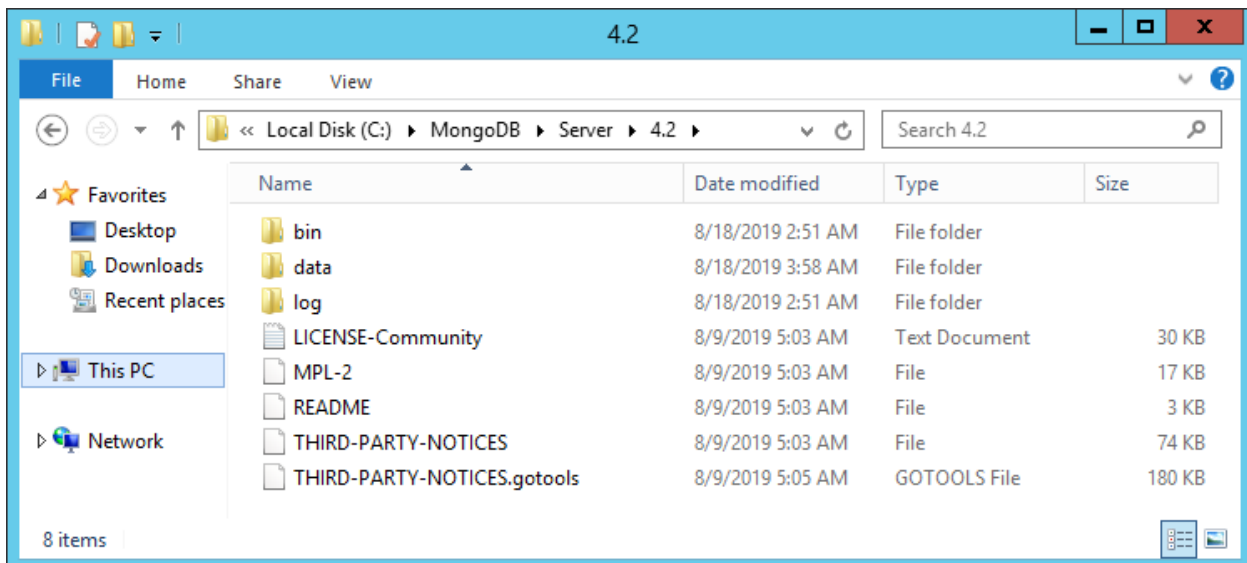 4.2
File Home Share View
« Local Disk (C:) MongoDB Server 4.2 Search 4.2
Name Date modified Type Size
Favorites
Desktop
Downloads
Recent places
This PC
Network
bin 8/18/2019 2:51 AM File folder
data 8/18/2019 3:58 AM File folder
log 8/18/2019 2:51 AM File folder
LICENSE-Community 8/9/2019 5:03 AM Text Document 30 KB
MPL-2 8/9/2019 5:03 AM File 17 KB
README 8/9/2019 5:03 AM File 3 KB
THIRD-PARTY-NOTICES 8/9/2019 5:03 AM File 74 KB
THIRD-PARTY-NOTICES.gotools 8/9/2019 5:05 AM GOTOOLS File 180 KB
8 items